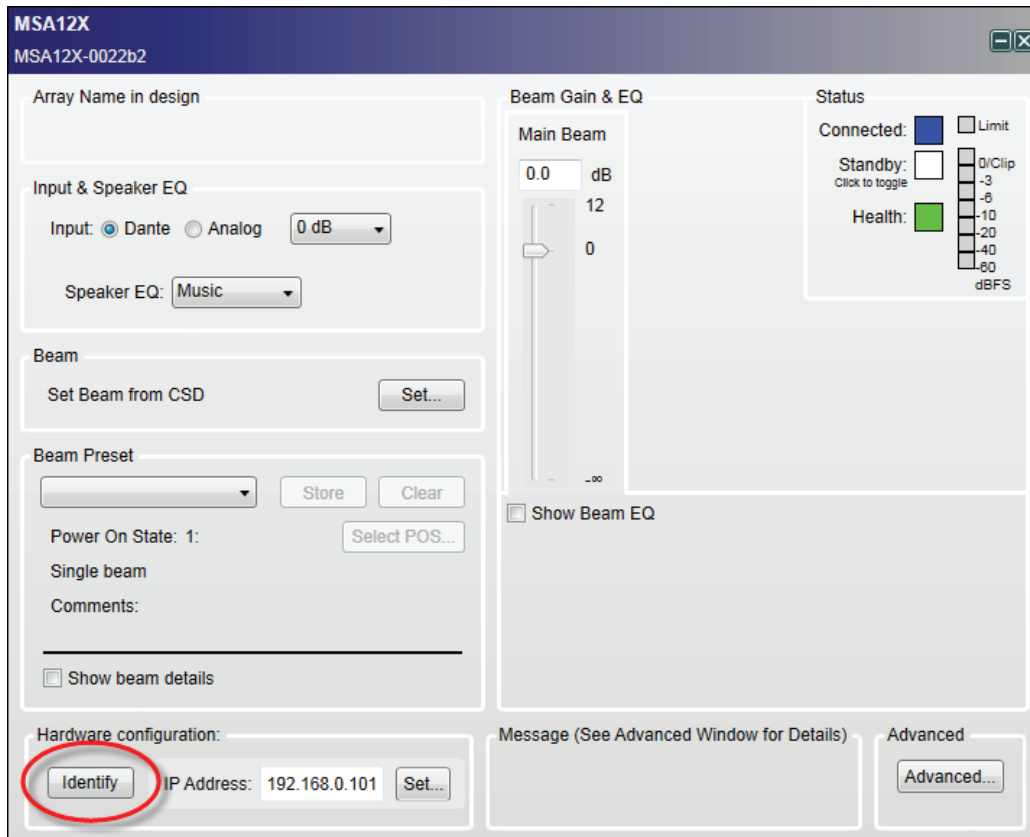 MSA12X
MSA12X-0022b2
Array Name in design
Input & Speaker EQ
Input: Dante Analog 0 dB
Speaker EQ: Music
Beam
Set Beam from CSD Set...
Beam Preset
Store Clear
Power On State: 1: Select POS...
Single beam
Comments:
Show beam details
Hardware configuration:
Identify IP Address: 192.168.0.101 Set...
Beam Gain & EQ
Main Beam
0.0 dB
12
0
-∞
Show Beam EQ
Status
Connected:
Standby:
Click to toggle
Health:
Limit
0/Clip
-3
-6
-10
-20
-40
-60
dBFS
Message (See Advanced Window for Details)
Advanced
Advanced...